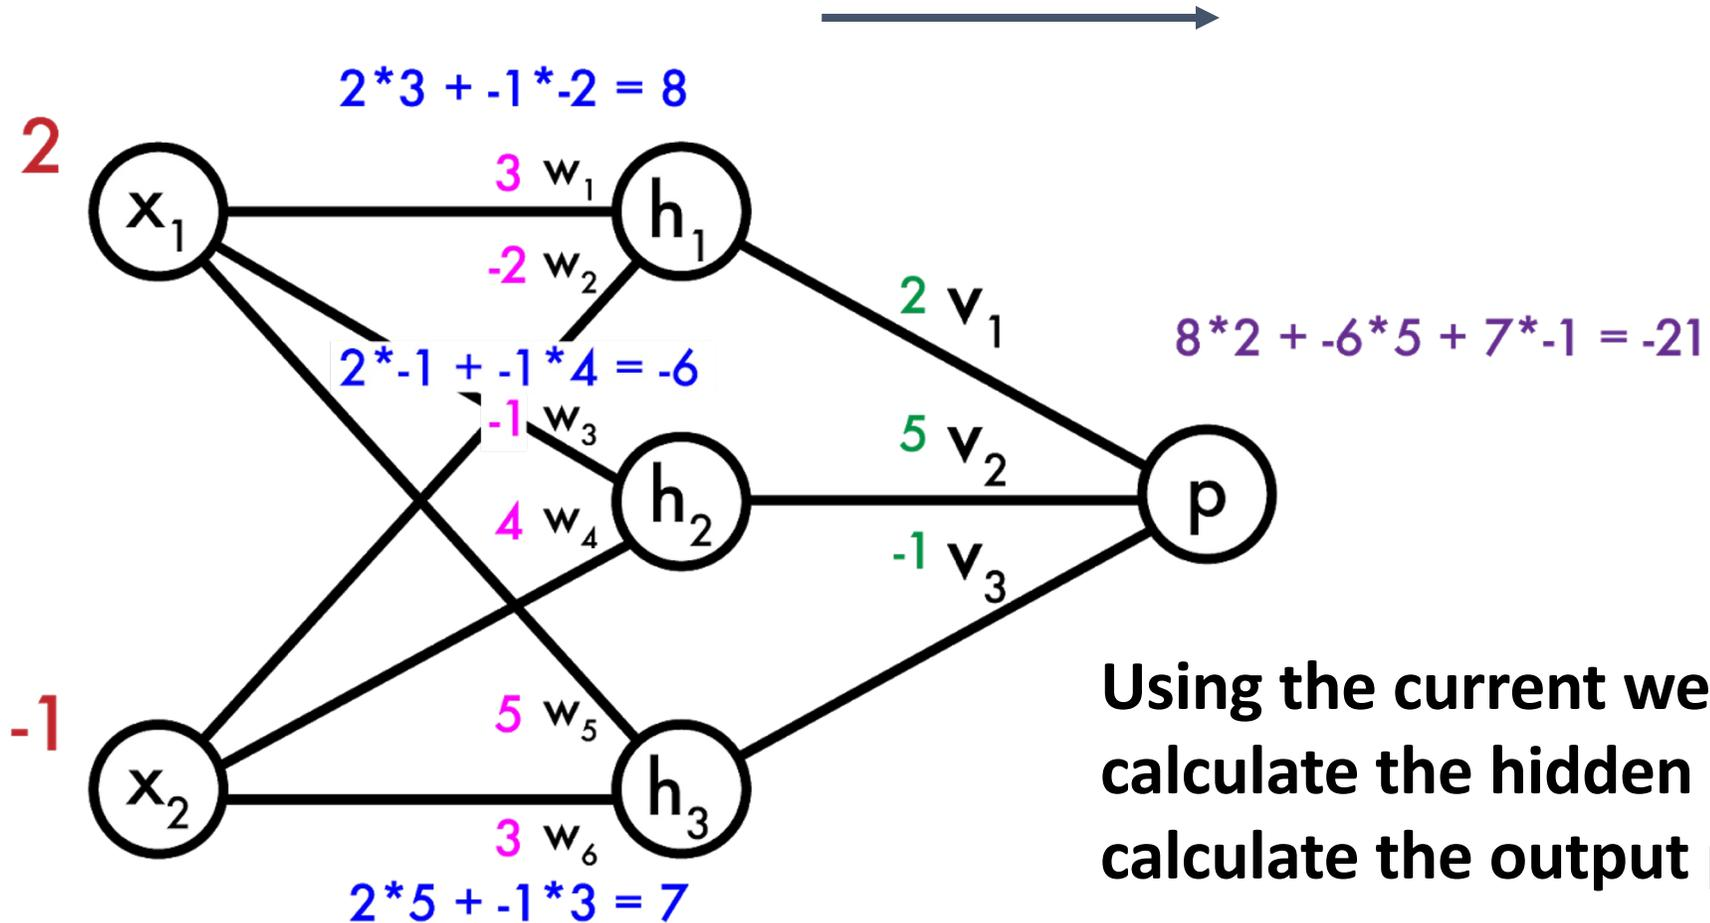 2*3 + -1*-2 = 8
2
x1
3 w1
h1
-2 w2
2 v1
8*2 + -6*5 + 7*-1 = -21
2*-1 + -1*4 = -6
-1 w3
5 v2
h2
p
4 w4
-1 v3
-1
5 w5
x2
h3
3 w6
2*5 + -1*3 = 7
Using the current
calculate the hidden
calculate the output